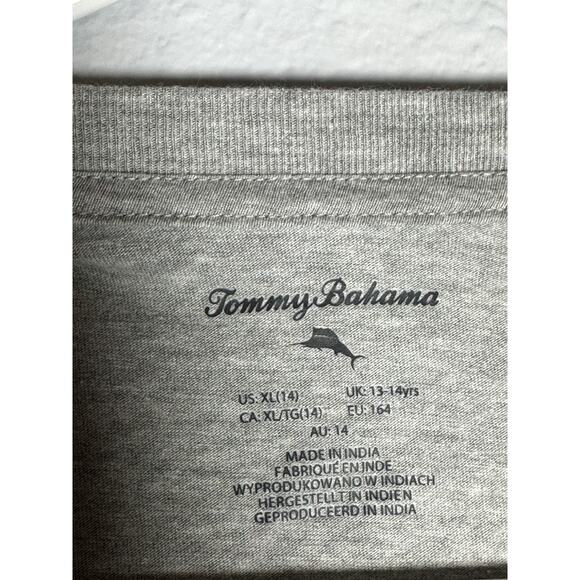 Tommy Bahama
US: XL(14) UK: 13-14yrs
CA: XL/TG(14) EU: 164
AU: 14
MADE IN INDIA
FABRIQUÉ EN INDE
WYPRODUKOWANO W INDIACH
HERGESTELLT IN INDIEN
GEPRODUCEERD IN INDIA